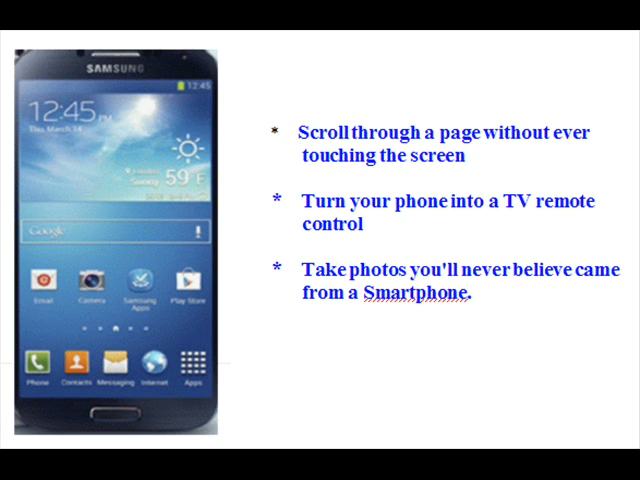 SAMSUNG
12:45
12:45 PM
Thu, March 14
Sunny 59°F
Google
Email Camera Samsung Apps Play Store
Phone Contacts Messaging Internet Apps
* Scroll through a page without ever
touching the screen
* Turn your phone into a TV remote
control
* Take photos you'll never believe came
from a Smartphone.